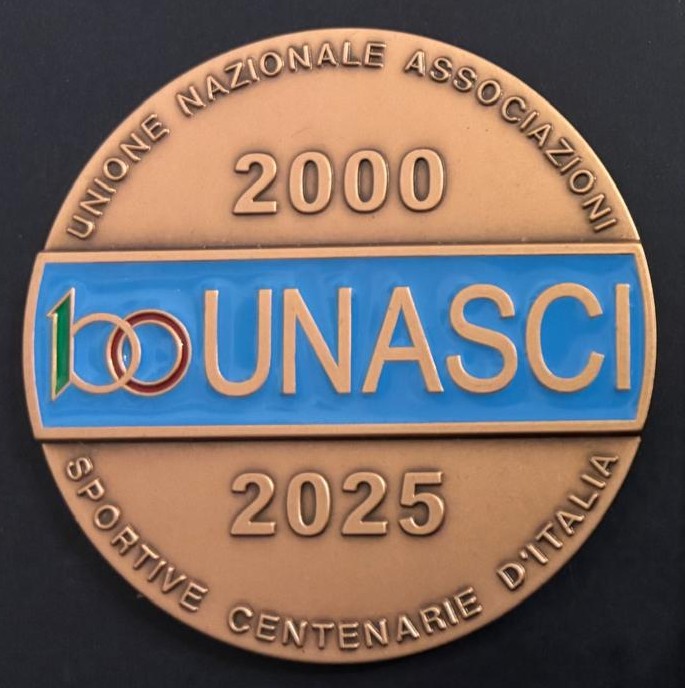 UNIONE NAZIONALE ASSOCIAZIONI
2000
100 UNASCI
2025
SPORTIVE CENTENARIE D'ITALIA